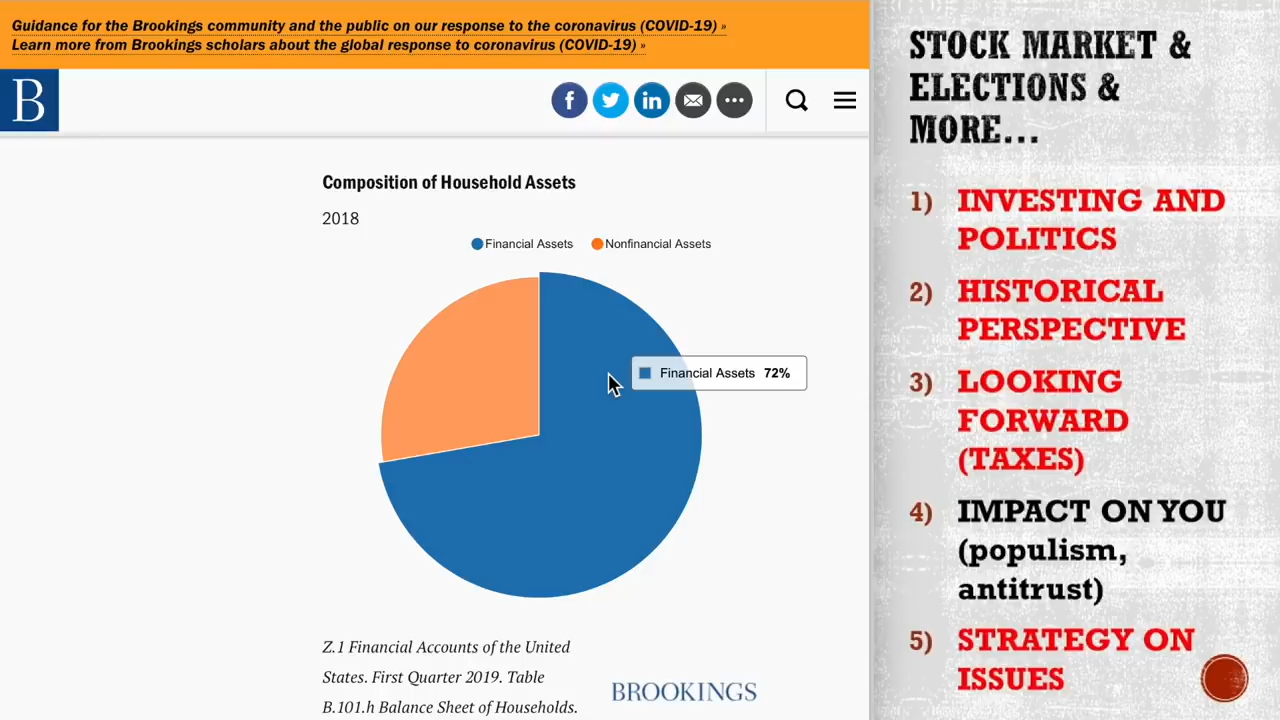 Guidance for the Brookings community and the public on our response to the coronavirus (COVID-19) »
Learn more from Brookings scholars about the global response to coronavirus (COVID-19) »
B
Composition of Household Assets
2018
Financial Assets
Nonfinancial Assets
Financial Assets 72%
Z.1 Financial Accounts of the United
States. First Quarter 2019. Table
B.101.h Balance Sheet of Households.
BROOKINGS
STOCK MARKET &
ELECTIONS &
MORE...
1) INVESTING AND
POLITICS
2) HISTORICAL
PERSPECTIVE
3) LOOKING
FORWARD
(TAXES)
4) IMPACT ON YOU
(populism,
antitrust)
5) STRATEGY ON
ISSUES